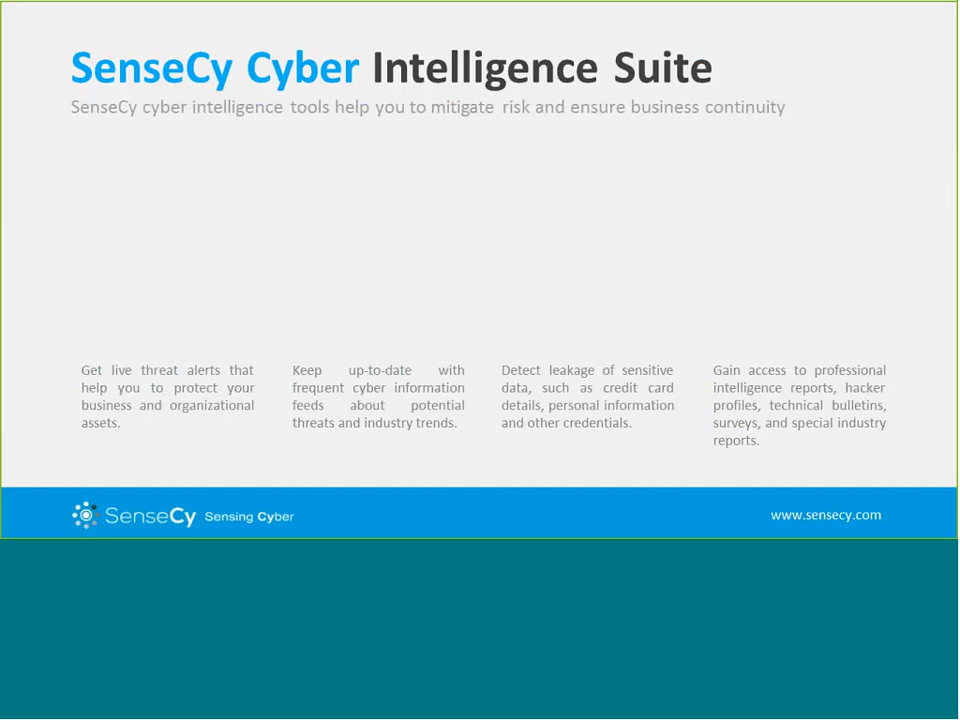 SenseCy Cyber Intelligence Suite
SenseCy cyber intelligence tools help you to mitigate risk and ensure business continuity
Get live threat alerts that
help you to protect your
business and organizational
assets.
Keep up-to-date with
frequent cyber information
feeds about potential
threats and industry trends.
Detect leakage of sensitive
data, such as credit card
details, personal information
and other credentials.
Gain access to professional
intelligence reports, hacker
profiles, technical bulletins,
surveys, and special industry
reports.
SenseCy Sensing Cyber
www.sensecy.com